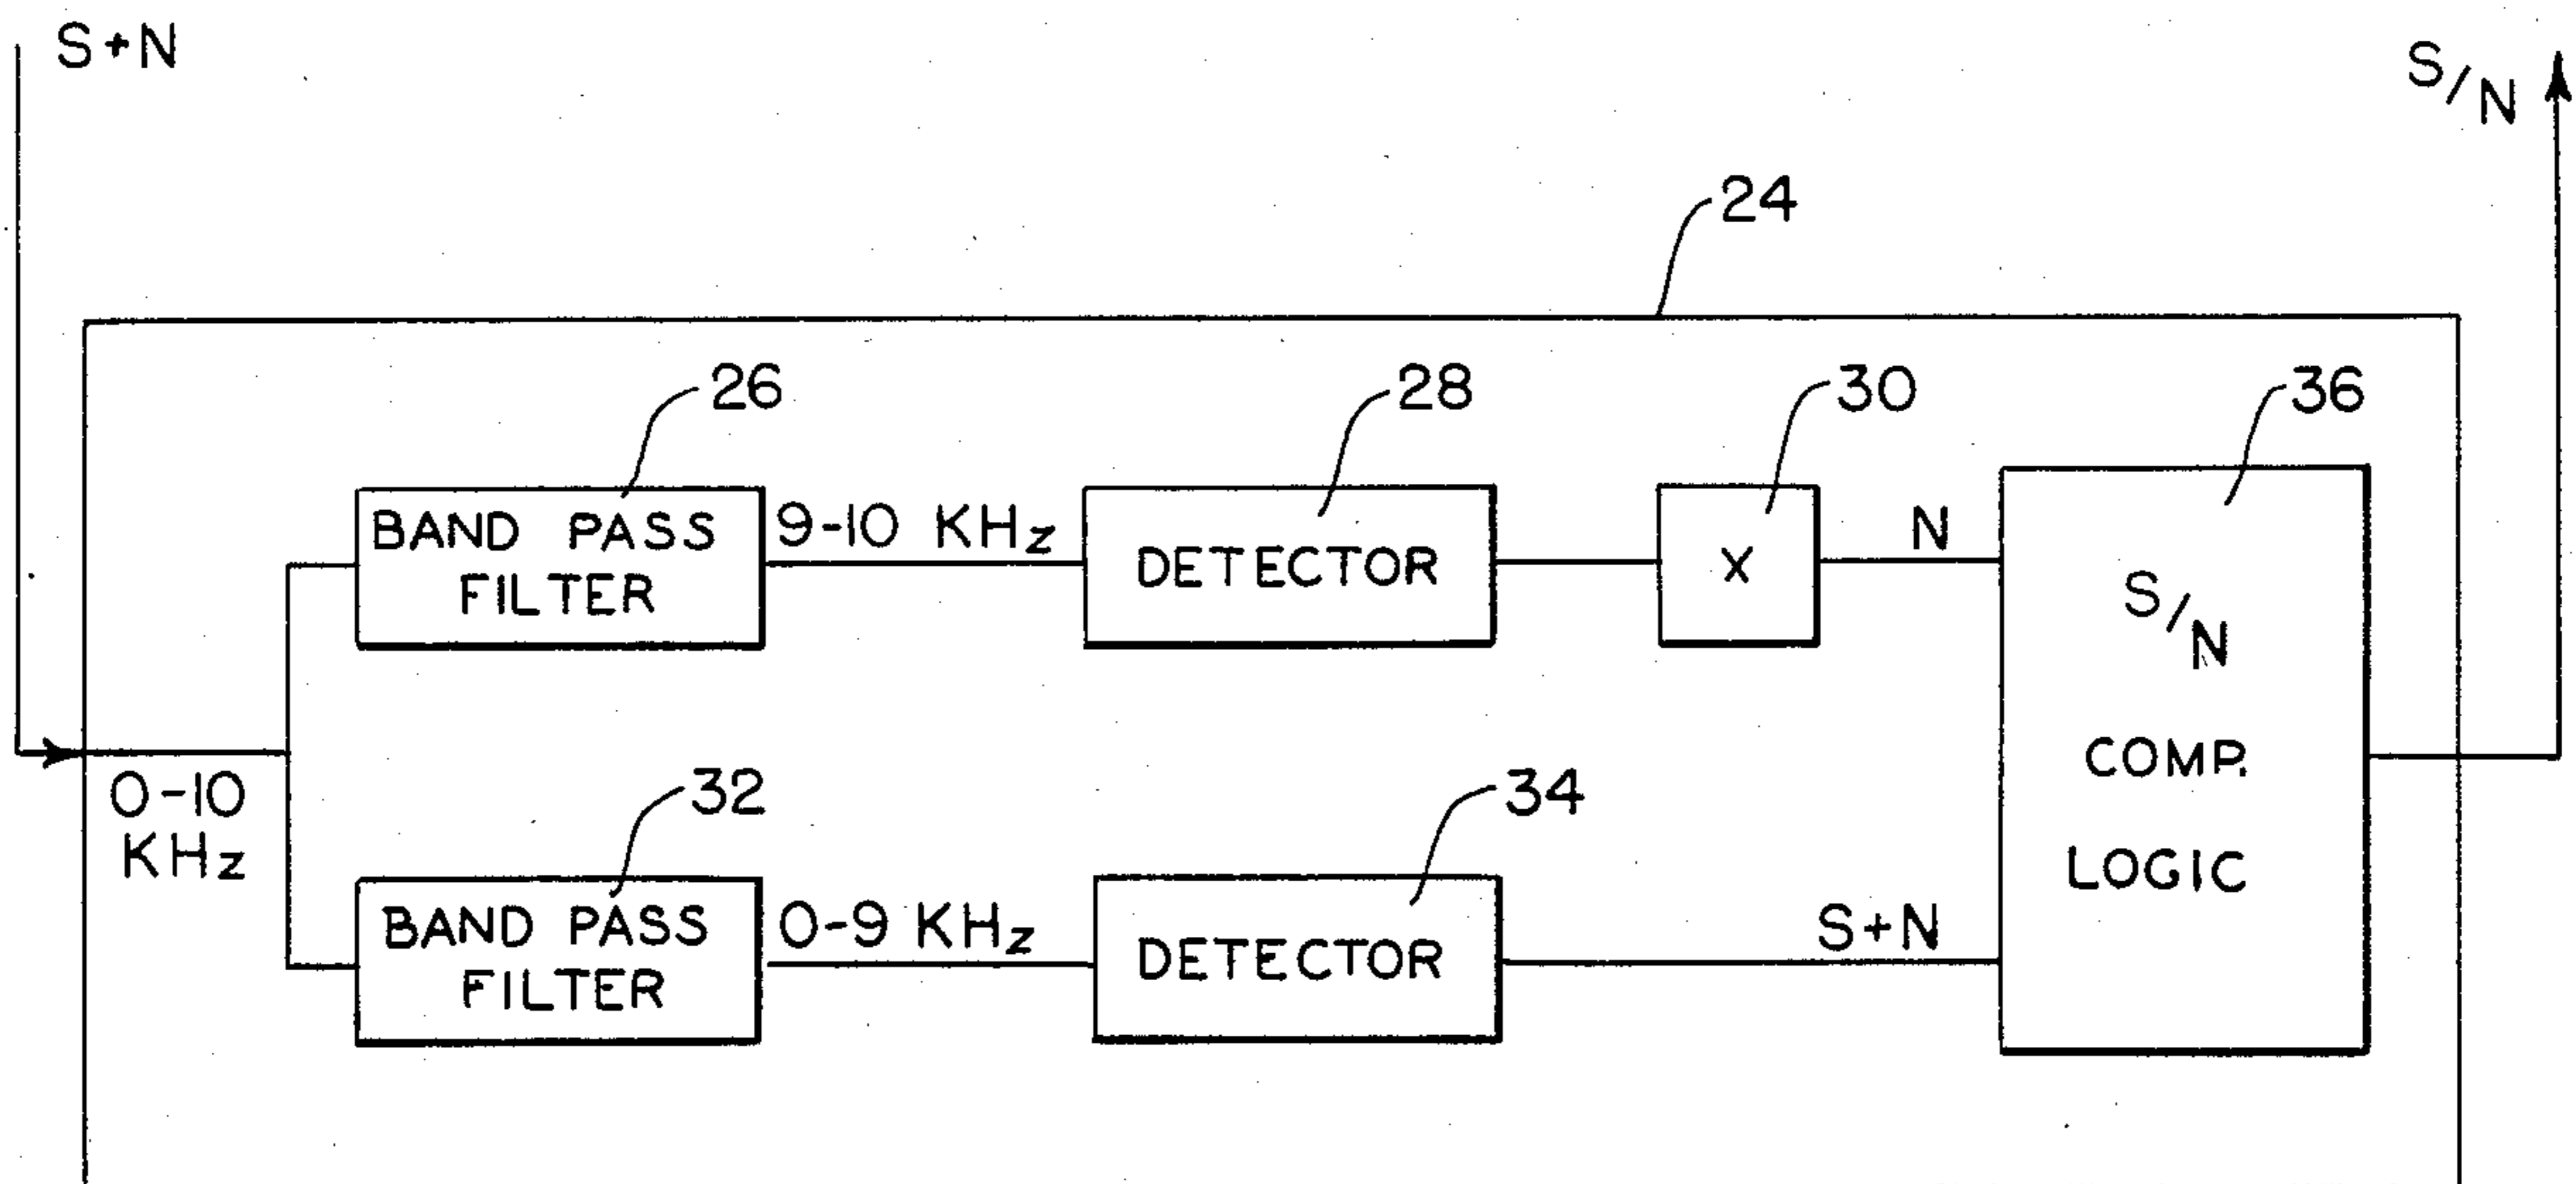 S+N
S/N
24
26
28
30
36
BAND PASS
FILTER
9-10 KHz
DETECTOR
X
N
S/N
COMP.
LOGIC
0-10
KHz
32
34
BAND PASS
FILTER
0-9 KHz
DETECTOR
S+N